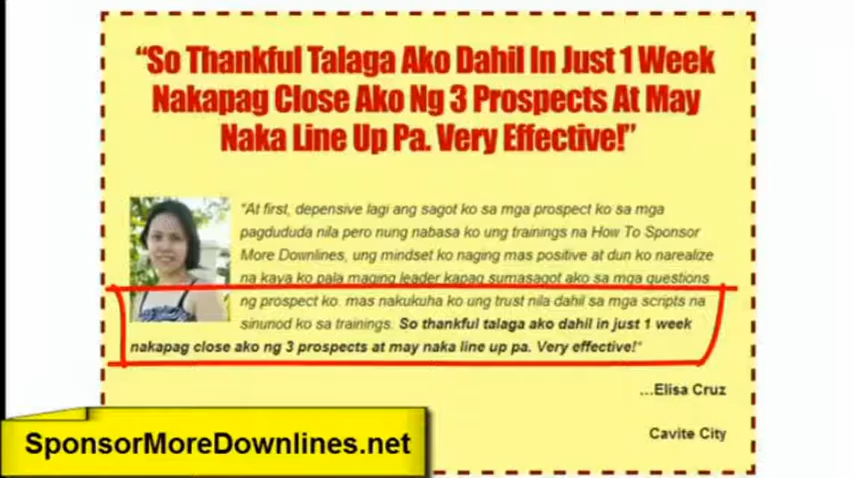 “So Thankful Talaga Ako Dahil In Just 1 Week
Nakapag Close Ako Ng 3 Prospects At May
Naka Line Up Pa. Very Effective!”
“At first, depensive lagi ang sagot ko sa mga prospect ko sa mga
pagdududa nila pero nung nabasa ko ung trainings na How To Sponsor
More Downlines, ung mindset ko naging mas positive at dun ko narealize
na kaya ko pala maging leader kapag sumasagot ako sa mga questions
ng prospect ko. mas nakukuha ko ung trust nila dahil sa mga scripts na
sinunod ko sa trainings. So thankful talaga ako dahil in just 1 week
nakapag close ako ng 3 prospects at may naka line up pa. Very effective!“
...Elisa Cruz
Cavite City
SponsorMoreDownlines.net